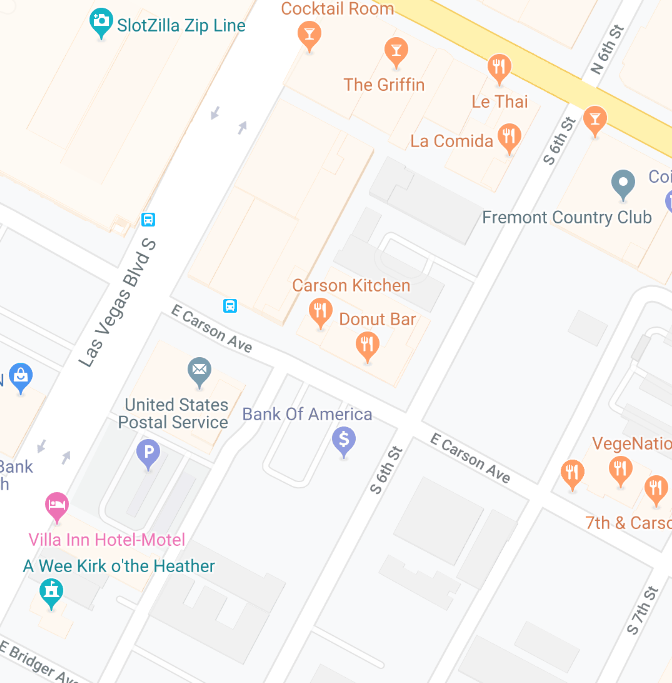 Cocktail Room
SlotZilla Zip Line
N 6th St
The Griffin
Le Thai
La Comida
S 6th St
Coi
Fremont Country Club
Las Vegas Blvd S
Carson Kitchen
E Carson Ave
Donut Bar
N
United States
Postal Service
Bank Of America
$
P
E Carson Ave
VegeNatio
Bank
h
S 6th St
7th & Carso
Villa Inn Hotel-Motel
A Wee Kirk o'the Heather
S 7th St
E Bridger Ave